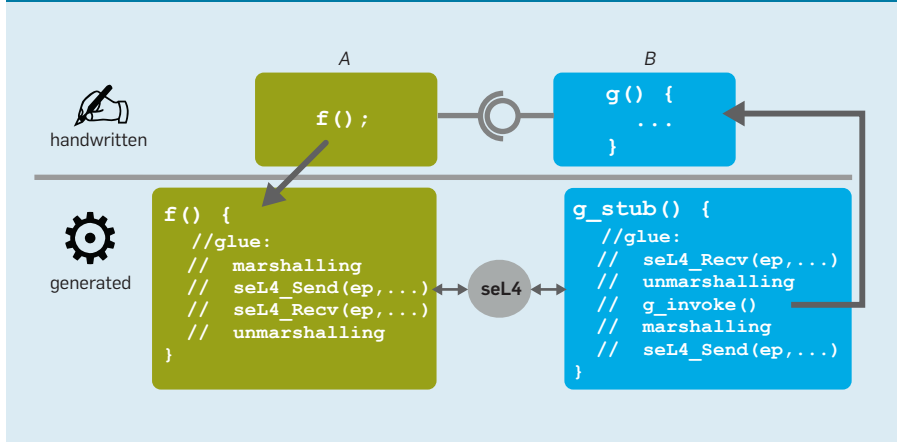 A
B
handwritten
f();
g() {
...
}
generated
f() {
//glue:
// marshalling
// seL4_Send(ep,...)
// seL4_Recv(ep,...)
// unmarshalling
}
seL4
g_stub() {
//glue:
// seL4_Recv(ep,...)
// unmarshalling
// g_invoke()
// marshalling
// seL4_Send(ep,...)
}